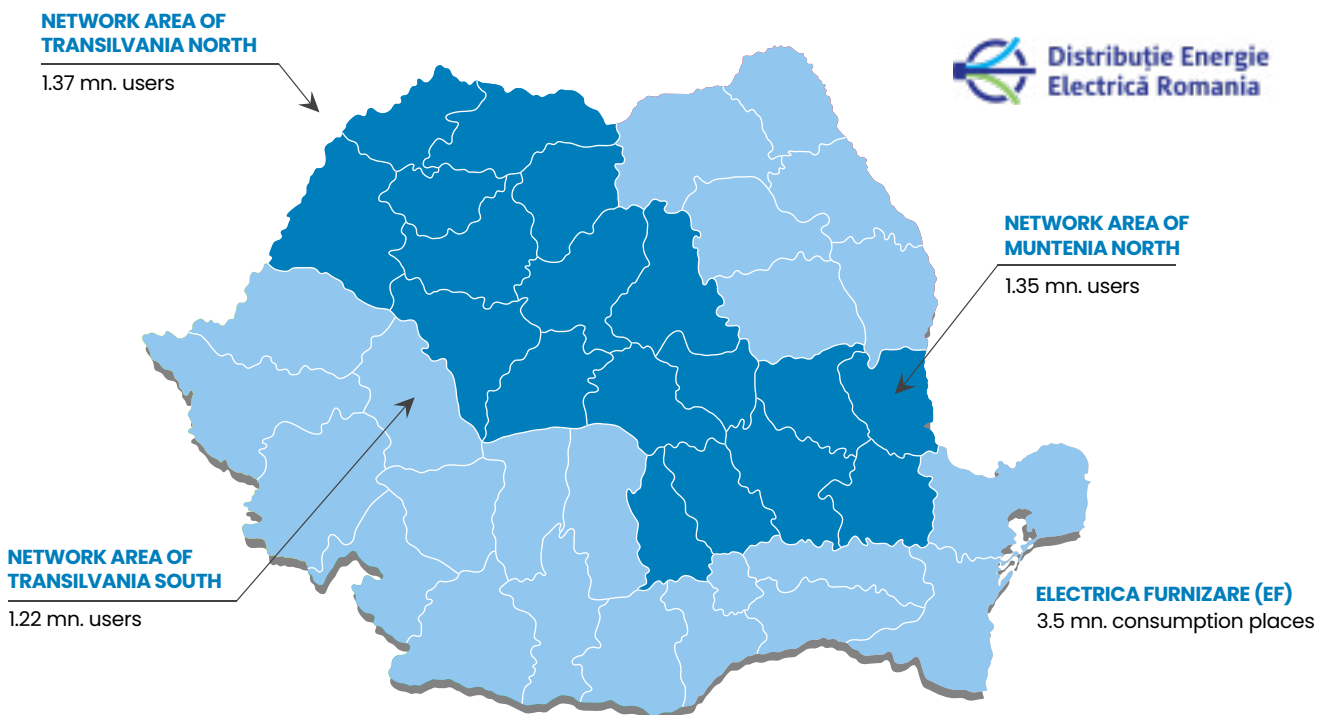 NETWORK AREA OF
TRANSILVANIA NORTH
1.37 mn. users
Distribuție Energie
Electrică Romania
NETWORK AREA OF
MUNTENIA NORTH
1.35 mn. users
NETWORK AREA OF
TRANSILVANIA SOUTH
1.22 mn. users
ELECTRICA FURNIZARE (EF)
3.5 mn. consumption places